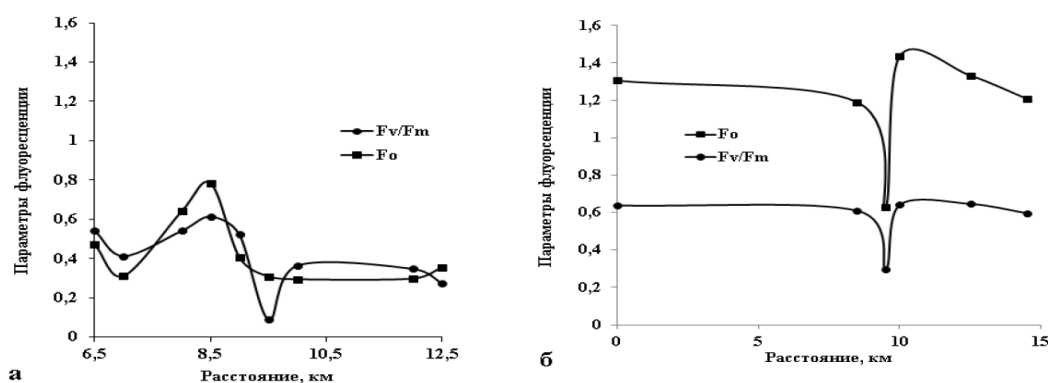 1,6
1,4
1,2
1
0,8
0,6
0,4
0,2
0
Параметры флуоресценции
Fv/Fm
Fo
6,5 8,5 10,5 12,5
Расстояние, км
а
1,6
1,4
1,2
1
0,8
0,6
0,4
0,2
0
Параметры флуорсеценции
Fo
Fv/Fm
0 5 10 15
Расстояние, км
б